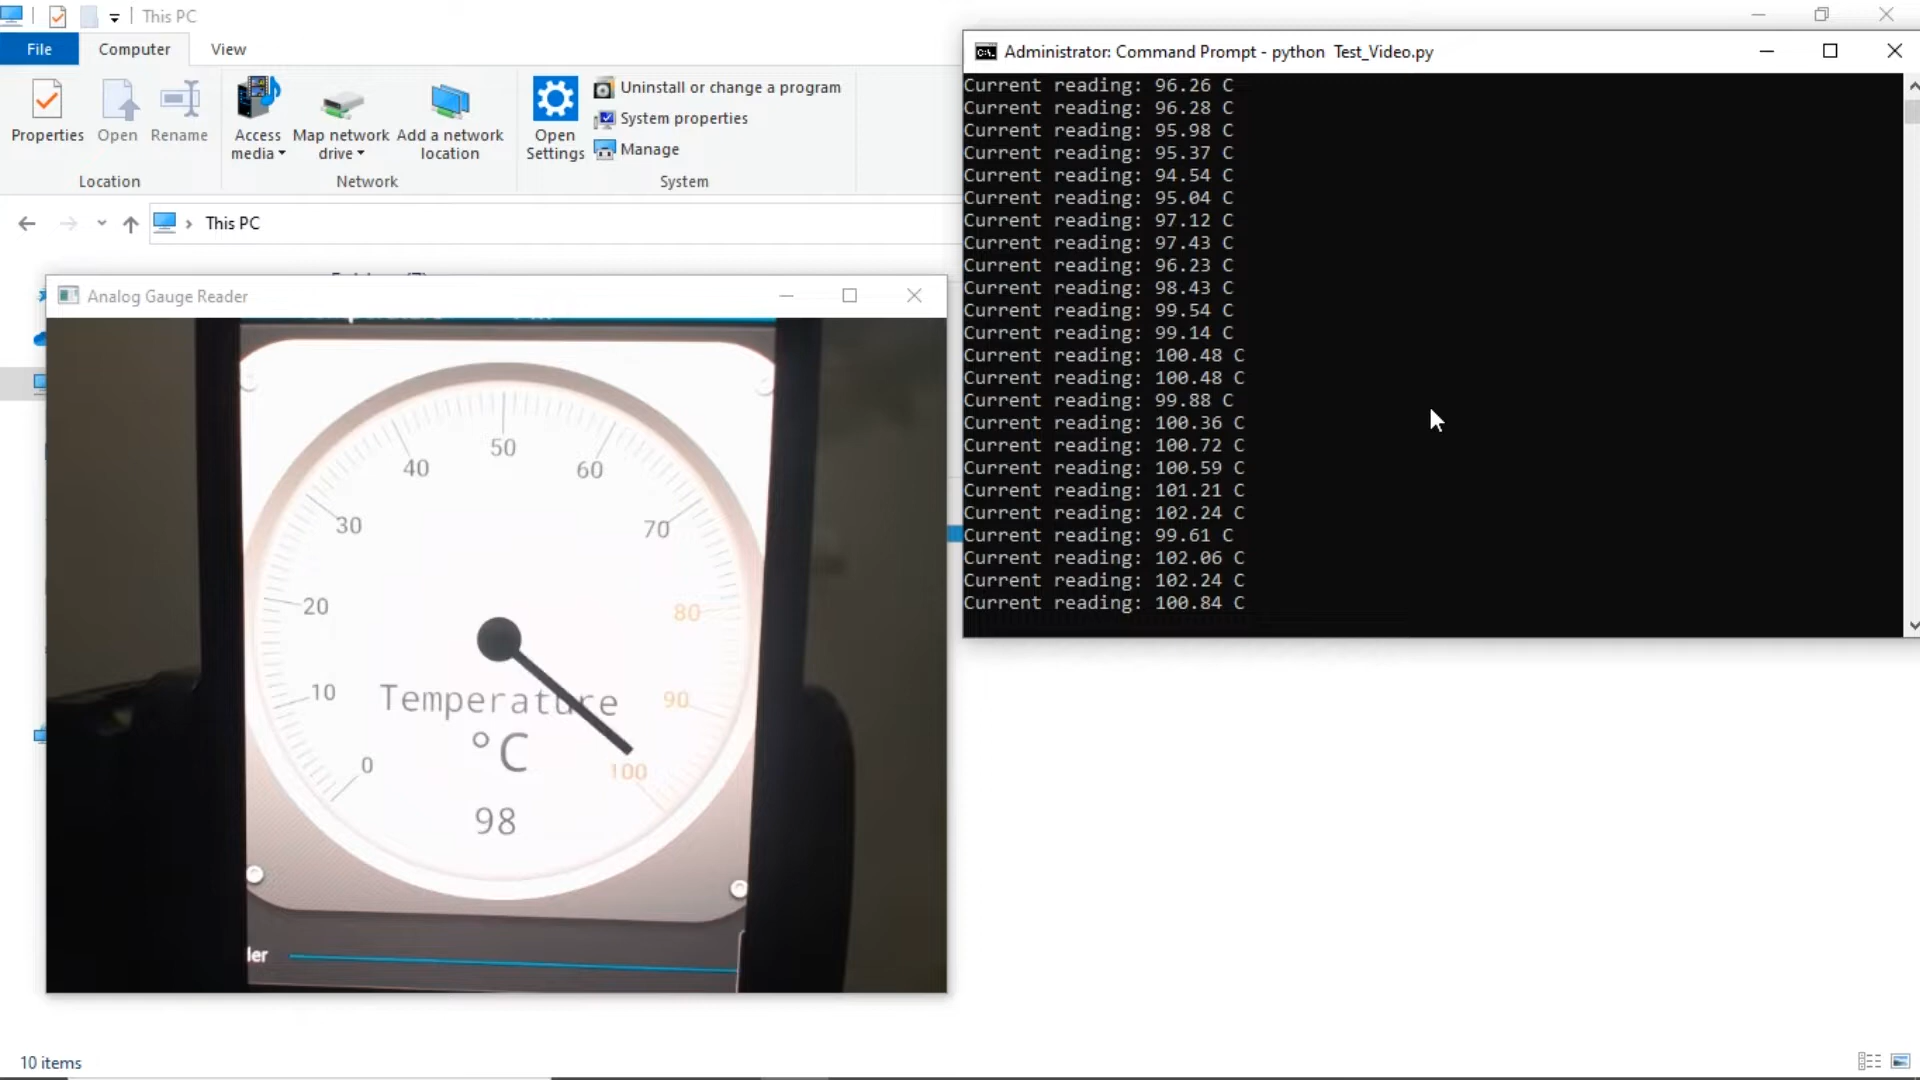 This PC
File
Computer
View
Properties
Open
Rename
Access media
Map network drive
Add a network location
Open Settings
Uninstall or change a program
System properties
Manage
Location
Network
System
This PC
Analog Gauge Reader
0
10
20
30
40
50
60
70
80
90
100
Temperature
°C
98
ler
10 items
Administrator: Command Prompt - python  Test_Video.py
Current reading: 96.26 C
Current reading: 96.28 C
Current reading: 95.98 C
Current reading: 95.37 C
Current reading: 94.54 C
Current reading: 95.04 C
Current reading: 97.12 C
Current reading: 97.43 C
Current reading: 96.23 C
Current reading: 98.43 C
Current reading: 99.54 C
Current reading: 99.14 C
Current reading: 100.48 C
Current reading: 100.48 C
Current reading: 99.88 C
Current reading: 100.36 C
Current reading: 100.72 C
Current reading: 100.59 C
Current reading: 101.21 C
Current reading: 102.24 C
Current reading: 99.61 C
Current reading: 102.06 C
Current reading: 102.24 C
Current reading: 100.84 C